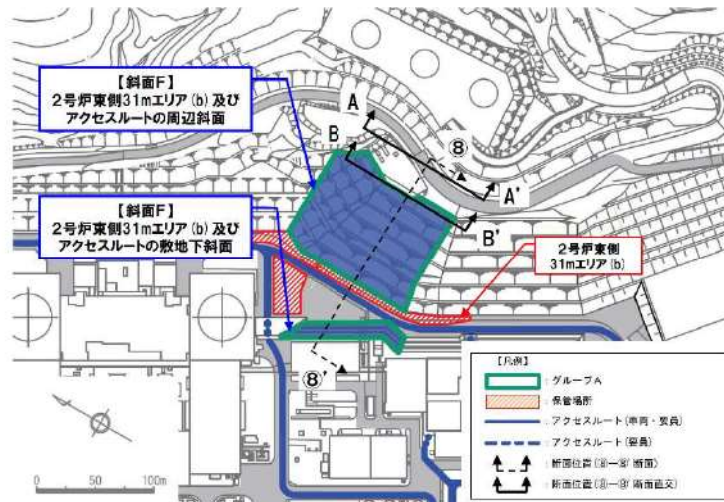 【斜面F】
2号炉東側31mエリア(b)及び
アクセスルートの周辺斜面
A
B
⑧
A'
B'
【斜面F】
2号炉東側31mエリア(b)及び
アクセスルートの敷地下斜面
2号炉東側
31mエリア(b)
⑧'
【凡例】
:グループA
:保管場所
:アクセスルート(車両・要員)
:アクセスルート(要員)
:断面位置(⑧-⑧'断面)
:断面位置(⑧-⑧'断面直交)
0 50 100m